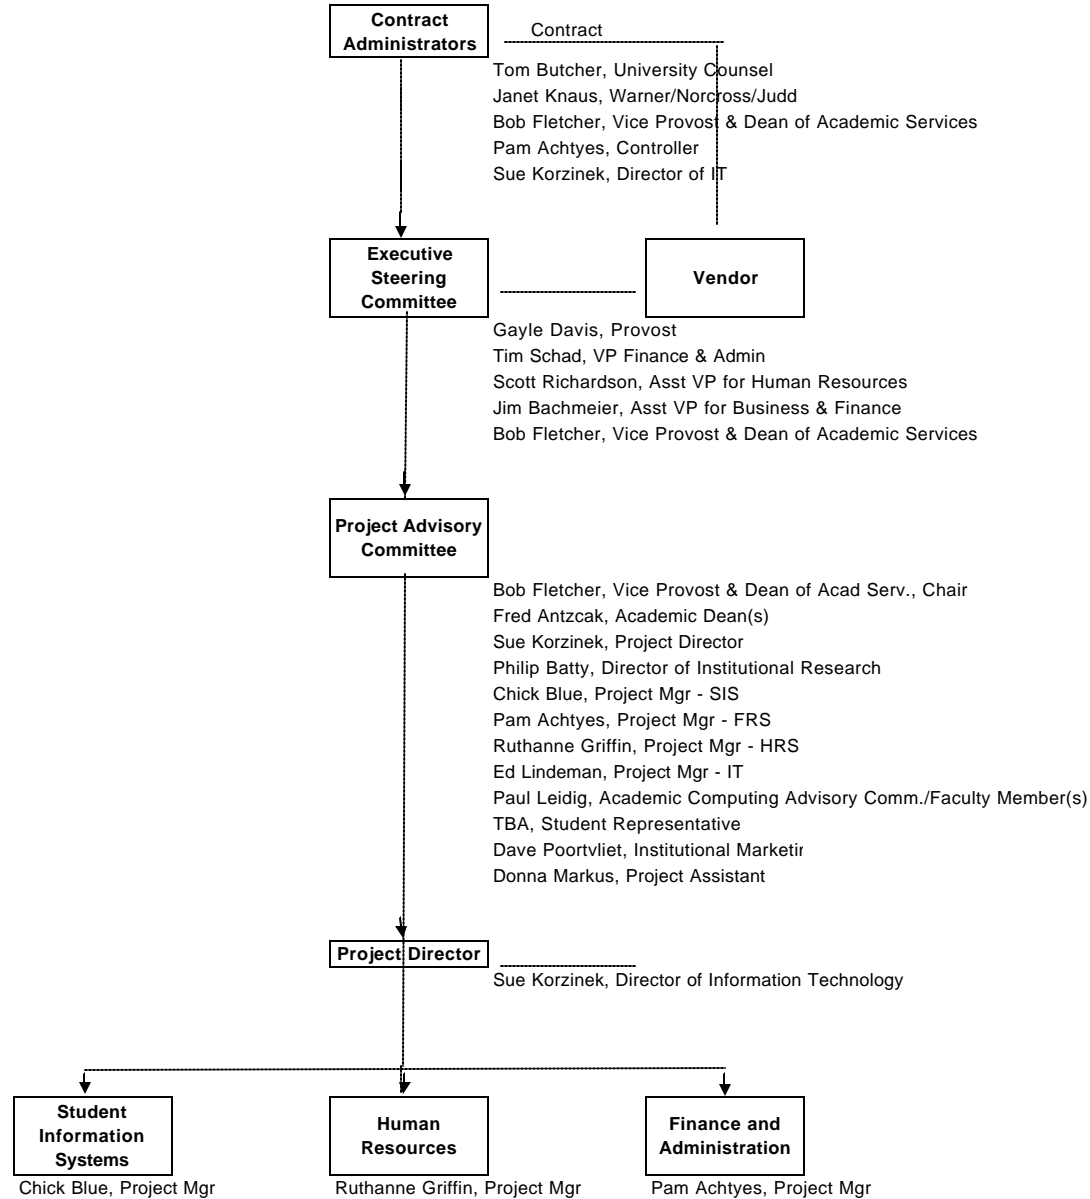 Contract
Administrators
Contract
Tom Butcher, University Counsel
Janet Knaus, Warner/Norcross/Judd
Bob Fletcher, Vice Provost & Dean of Academic Services
Pam Achtyes, Controller
Sue Korzinek, Director of IT
Executive
Steering
Committee
Vendor
Gayle Davis, Provost
Tim Schad, VP Finance & Admin
Scott Richardson, Asst VP for Human Resources
Jim Bachmeier, Asst VP for Business & Finance
Bob Fletcher, Vice Provost & Dean of Academic Services
Project Advisory
Committee
Bob Fletcher, Vice Provost & Dean of Acad Serv., Chair
Fred Antzcak, Academic Dean(s)
Sue Korzinek, Project Director
Philip Batty, Director of Institutional Research
Chick Blue, Project Mgr - SIS
Pam Achtyes, Project Mgr - FRS
Ruthanne Griffin, Project Mgr - HRS
Ed Lindeman, Project Mgr - IT
Paul Leidig, Academic Computing Advisory Comm./Faculty Member(s)
TBA, Student Representative
Dave Poortvliet, Institutional Marketin
Donna Markus, Project Assistant
Project Director
Sue Korzinek, Director of Information Technology
Student
Information
Systems
Human
Resources
Finance and
Administration
Chick Blue, Project Mgr
Ruthanne Griffin, Project Mgr
Pam Achtyes, Project Mgr